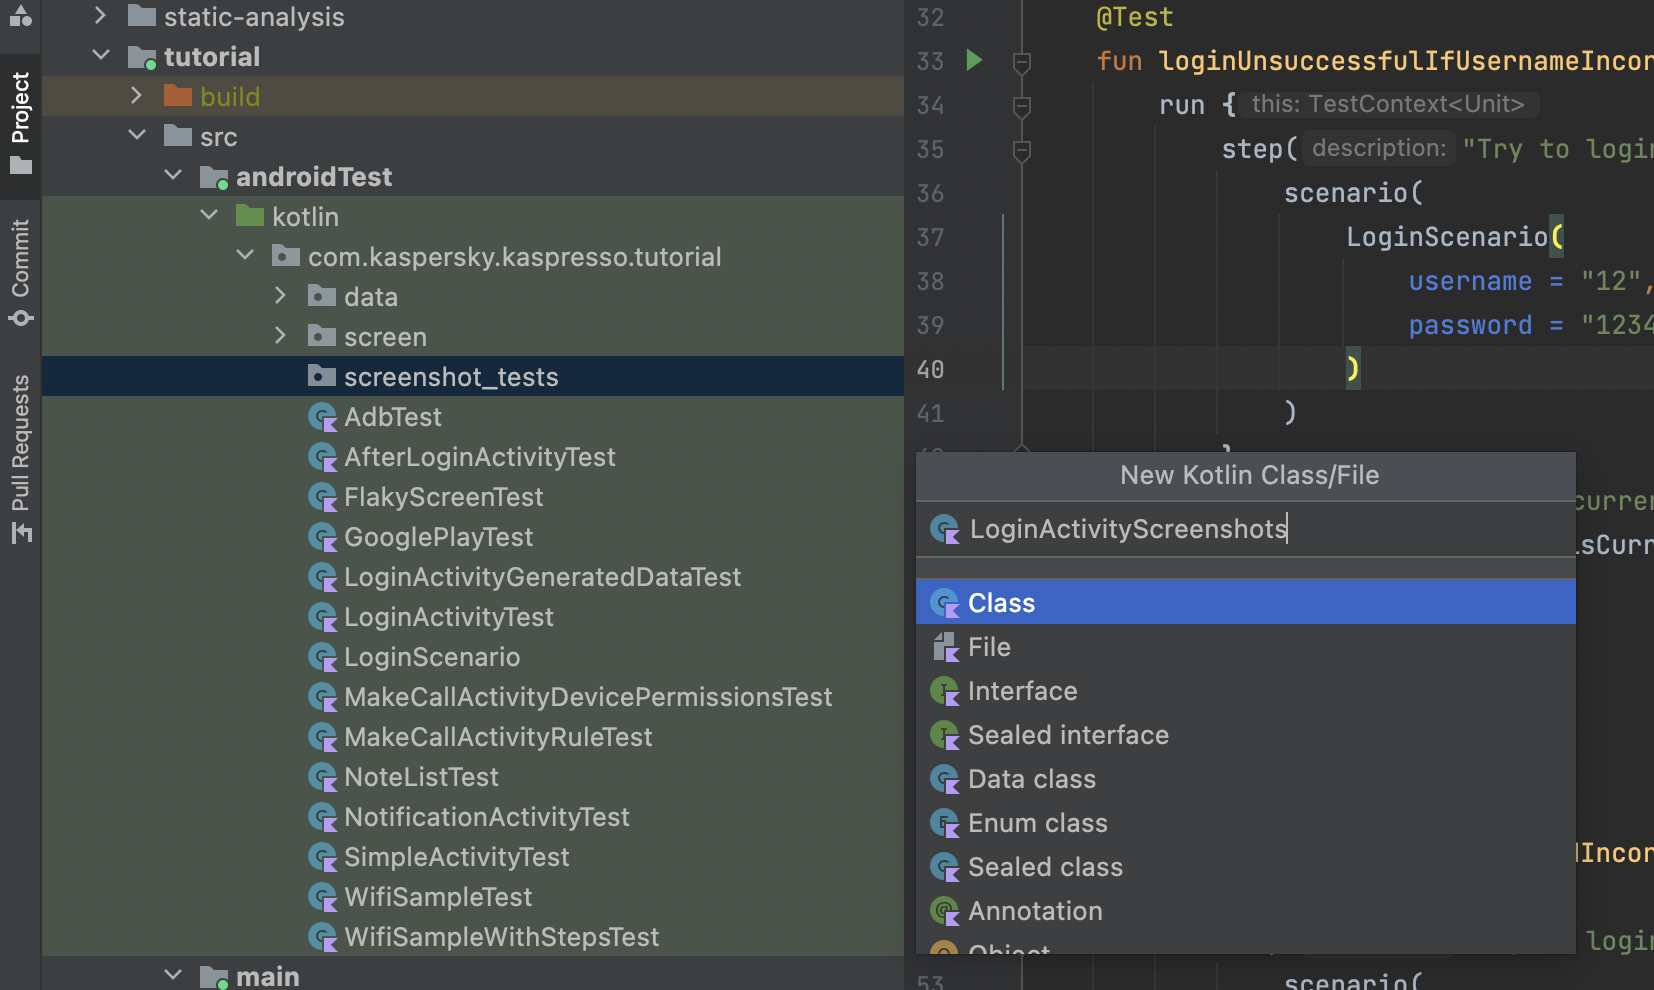 Project
Commit
Pull Requests
static-analysis
tutorial
build
src
androidTest
kotlin
com.kaspersky.kaspresso.tutorial
data
screen
screenshot_tests
AdbTest
AfterLoginActivityTest
FlakyScreenTest
GooglePlayTest
LoginActivityGeneratedDataTest
LoginActivityTest
LoginScenario
MakeCallActivityDevicePermissionsTest
MakeCallActivityRuleTest
NoteListTest
NotificationActivityTest
SimpleActivityTest
WifiSampleTest
WifiSampleWithStepsTest
main
32 @Test
33 fun loginUnsuccessfulIfUsernameIncor
34 run { this: TestContext<Unit>
35 step( description: "Try to login
36 scenario(
37 LoginScenario(
38 username = "12",
39 password = "1234
40 )
41 )
New Kotlin Class/File
curren
LoginActivityScreenshots
sCurr
Class
File
Interface
Sealed interface
Data class
Enum class
dIncor
Sealed class
Annotation
Object
login
53 scenario(